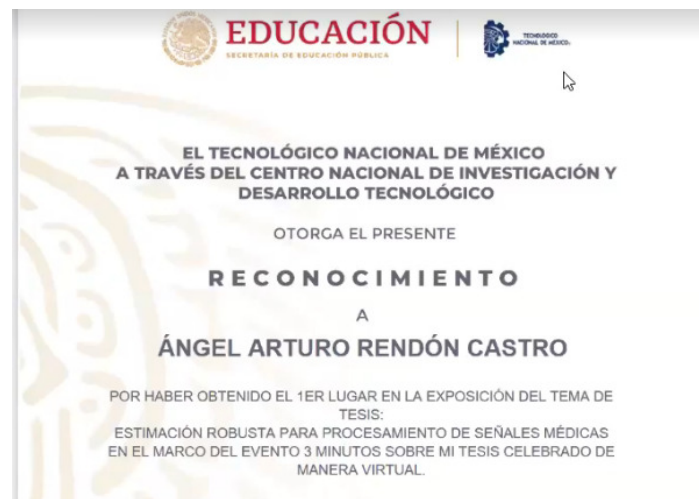 EDUCACIÓN
SECRETARÍA DE EDUCACIÓN PÚBLICA
TECNOLÓGICO
NACIONAL DE MÉXICO
EL TECNOLÓGICO NACIONAL DE MÉXICO
A TRAVÉS DEL CENTRO NACIONAL DE INVESTIGACIÓN Y
DESARROLLO TECNOLÓGICO
OTORGA EL PRESENTE
RECONOCIMIENTO
A
ÁNGEL ARTURO RENDÓN CASTRO
POR HABER OBTENIDO EL 1ER LUGAR EN LA EXPOSICIÓN DEL TEMA DE
TESIS:
ESTIMACIÓN ROBUSTA PARA PROCESAMIENTO DE SEÑALES MÉDICAS
EN EL MARCO DEL EVENTO 3 MINUTOS SOBRE MI TESIS CELEBRADO DE
MANERA VIRTUAL.